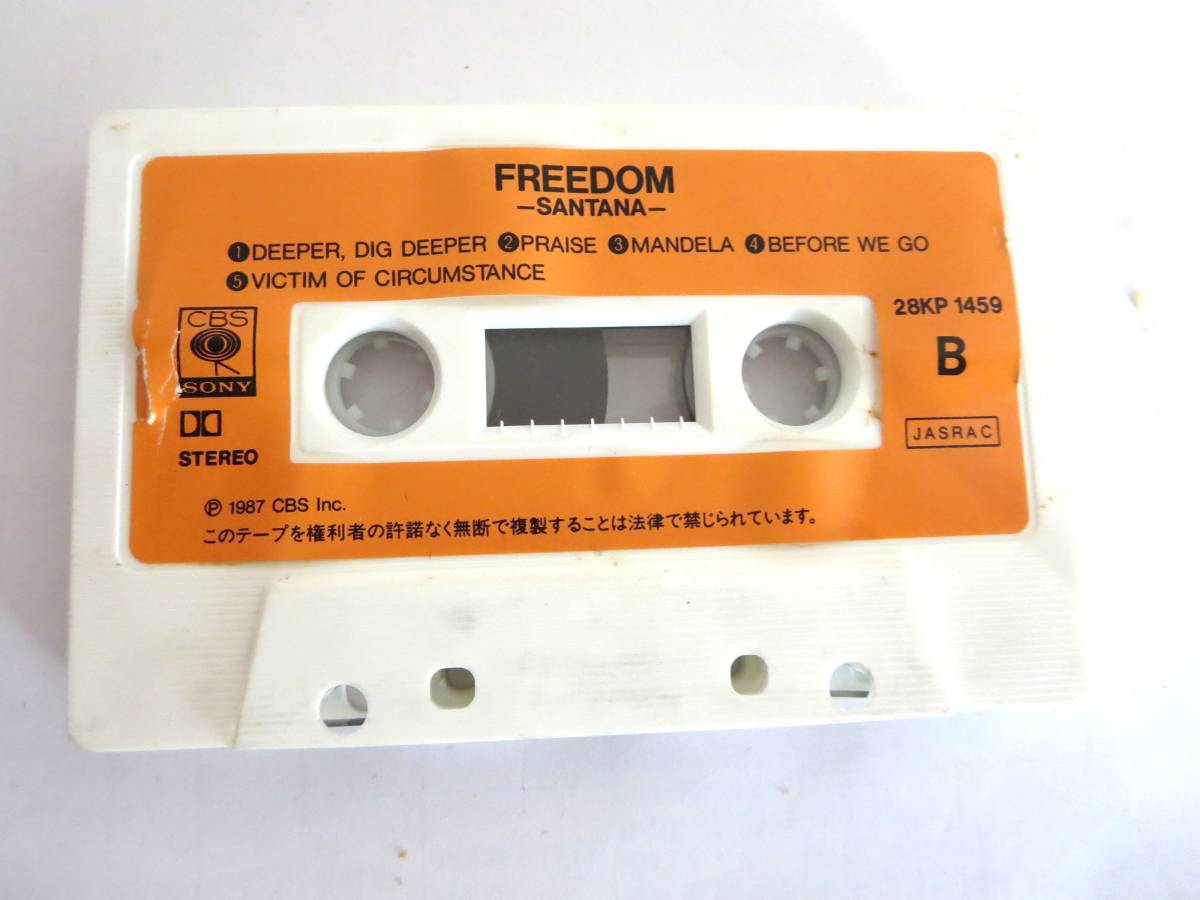 FREEDOM
—SANTANA—
❶DEEPER, DIG DEEPER ❷PRAISE ❸MANDELA ❹BEFORE WE GO
❺VICTIM OF CIRCUMSTANCE
28KP 1459
B
CBS
SONY
STEREO
JASRAC
Ⓟ 1987 CBS Inc.
このテープを権利者の許諾なく無断で複製することは法律で禁じられています。